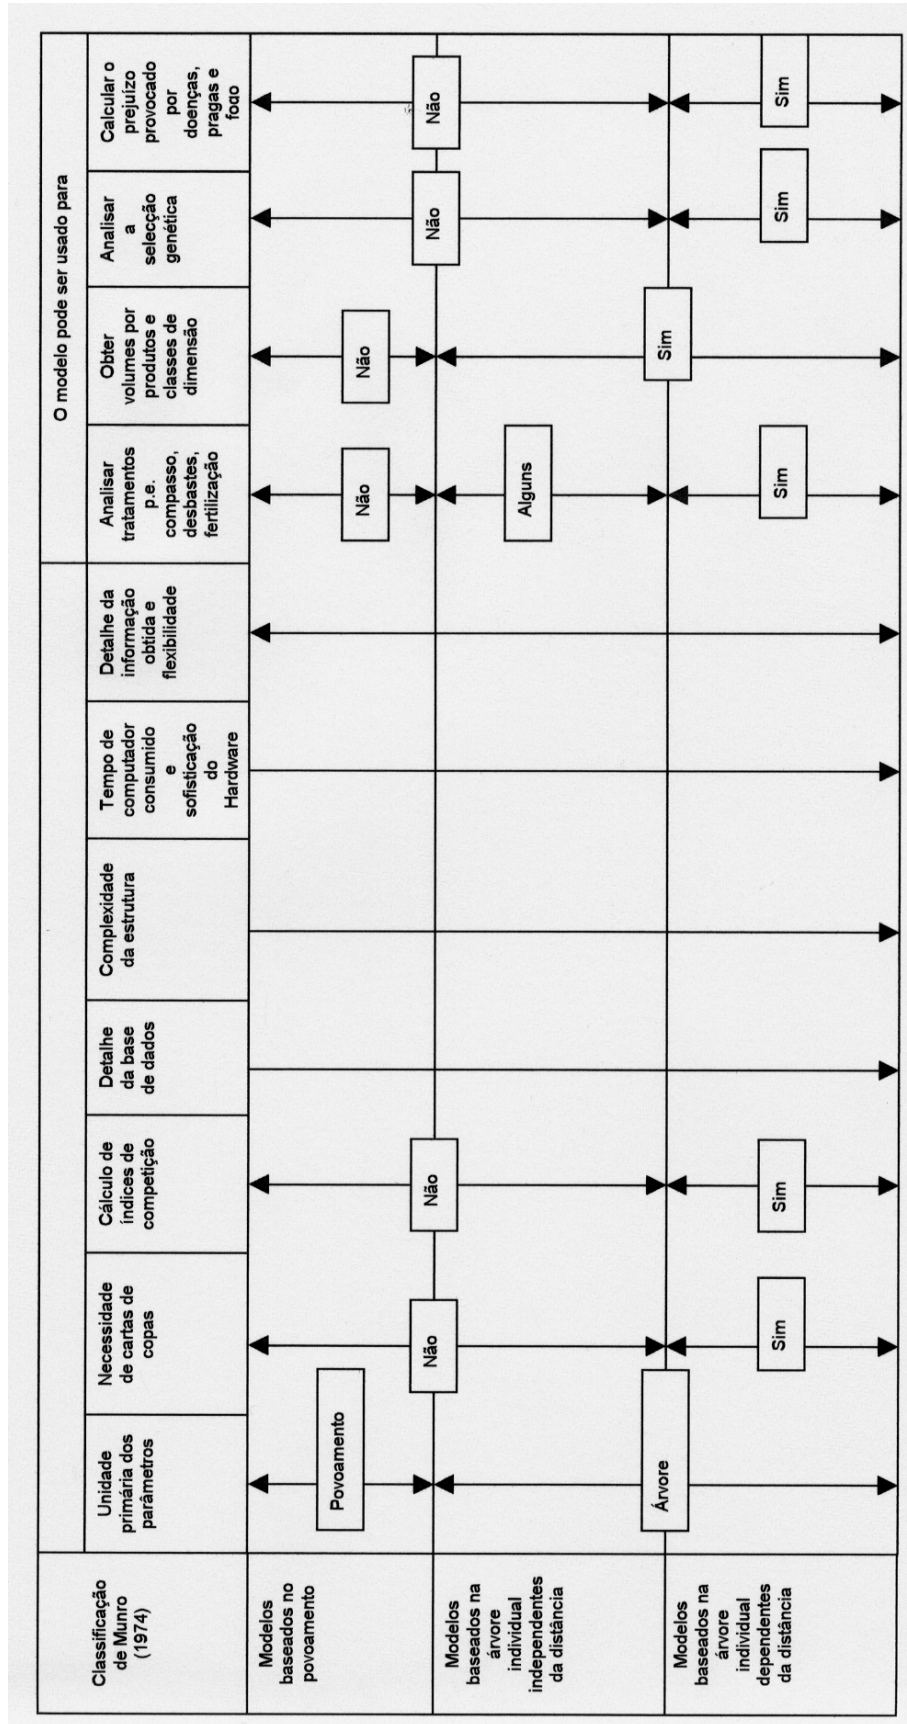 Classificação
de Munro
(1974)
Unidade
primária dos
parâmetros
Necessidade
de cartas de
copas
Cálculo de
índices de
competição
Detalhe
da base
de dados
Complexidade
da estrutura
Tempo de
computador
consumido
e
sofisticação
do
Hardware
Detalhe da
informação
obtida e
flexibilidade
O modelo pode ser usado para
Analisar
tratamentos
p.e.
compasso,
desbastes,
fertilização
Obter
volumes por
produtos e
classes de
dimensão
Analisar
a
selecção
genética
Calcular o
prejuízo
provocado
por
doenças,
pragas e
fogo
Modelos
baseados no
povoamento
Povoamento
Não
Não
Não
Não
Não
Não
Modelos
baseados na
árvore
individual
independentes
da distância
Alguns
Árvore
Sim
Modelos
baseados na
árvore
individual
dependentes
da distância
Sim
Sim
Sim
Sim
Sim